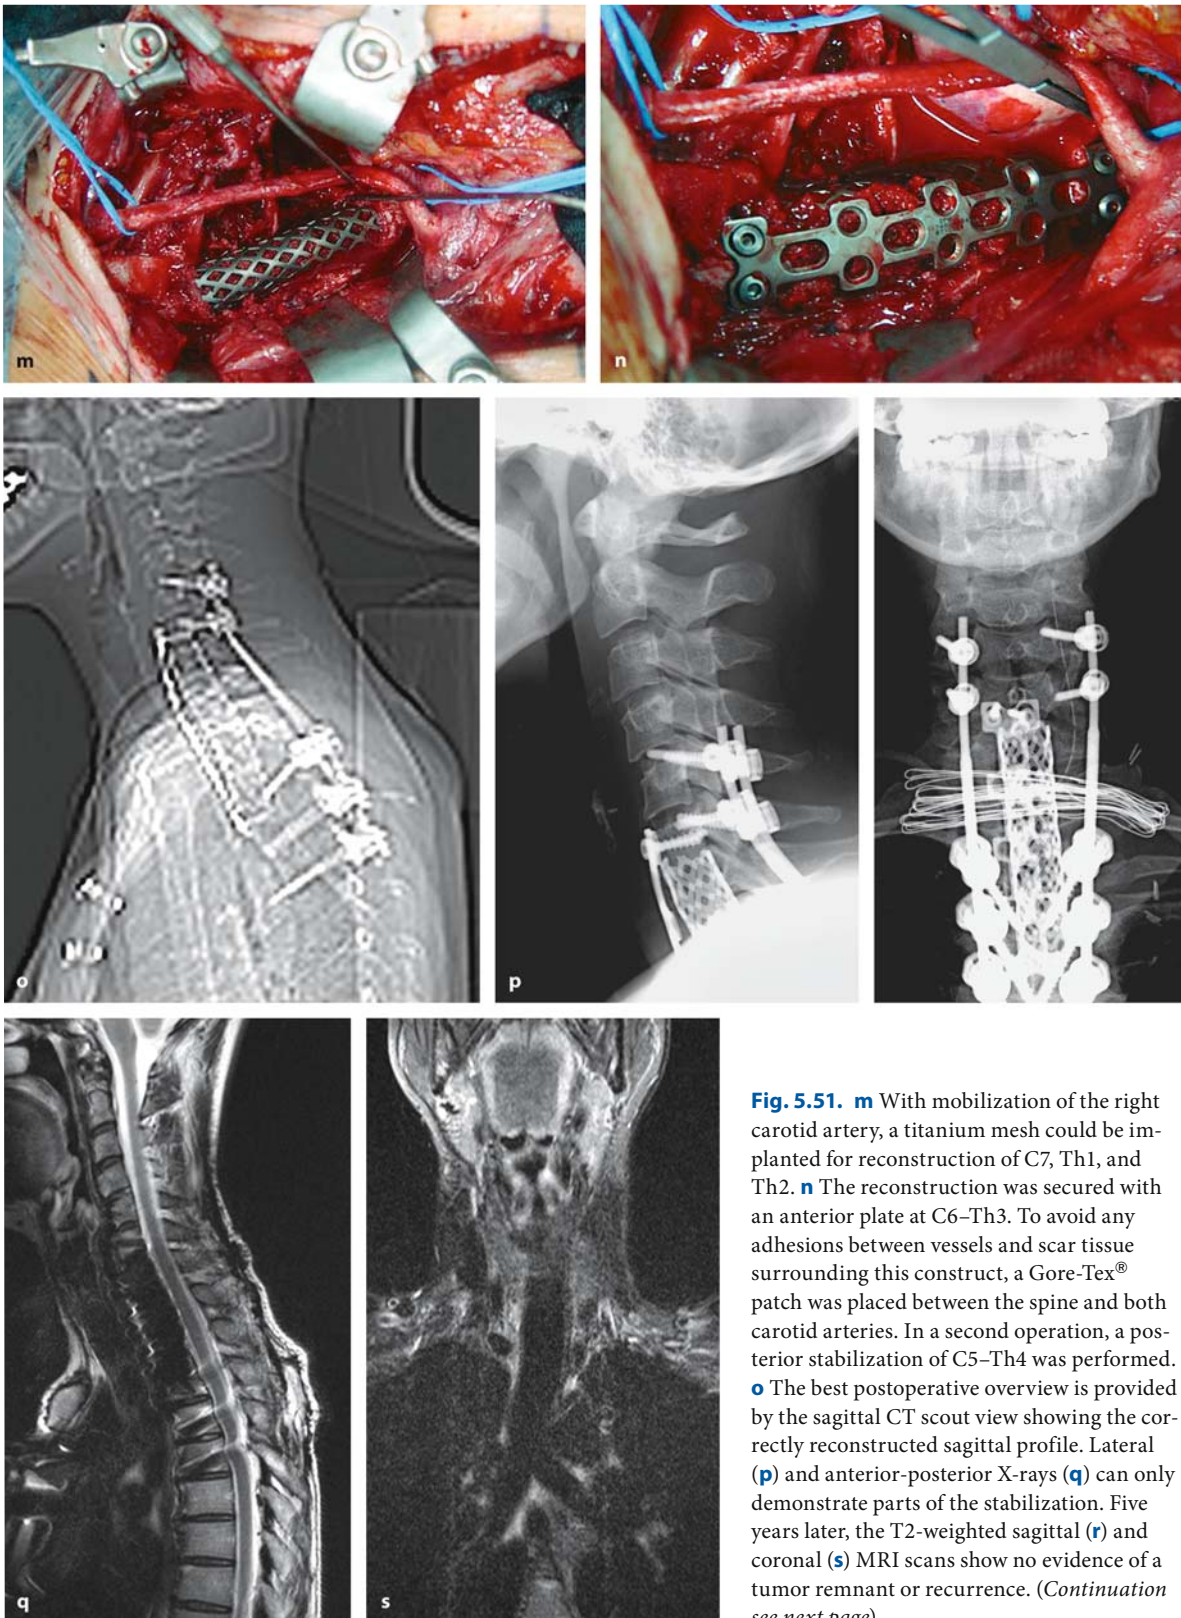 m
n
o
p
q
s
Fig. 5.51. m With mobilization of the right
carotid artery, a titanium mesh could be im-
planted for reconstruction of C7, Th1, and
Th2. n The reconstruction was secured with
an anterior plate at C6–Th3. To avoid any
adhesions between vessels and scar tissue
surrounding this construct, a Gore-Tex®
patch was placed between the spine and both
carotid arteries. In a second operation, a pos-
terior stabilization of C5–Th4 was performed.
o The best postoperative overview is provided
by the sagittal CT scout view showing the cor-
rectly reconstructed sagittal profile. Lateral
(p) and anterior-posterior X-rays (q) can only
demonstrate parts of the stabilization. Five
years later, the T2-weighted sagittal (r) and
coronal (s) MRI scans show no evidence of a
tumor remnant or recurrence. (Continuation
see next page)